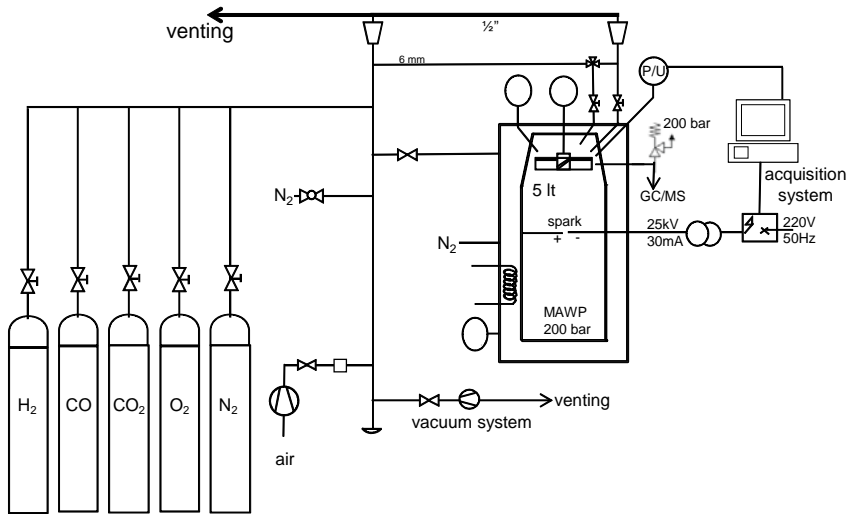 venting
½”
6 mm
P/U
200 bar
acquisition
system
GC/MS
5 lt
N₂
N₂
spark
+ -
25kV
30mA
220V
50Hz
MAWP
200 bar
H₂
CO
CO₂
O₂
N₂
air
vacuum system
venting